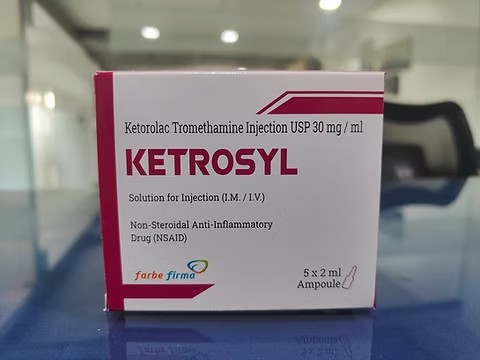 Ketorolac Tromethamine Injection USP 30 mg / ml
KETROSYL
Solution for Injection (I.M. / I.V.)
Non-Steroidal Anti-Inflammatory
Drug (NSAID)
farbe firma
5 x 2 ml
Ampoule